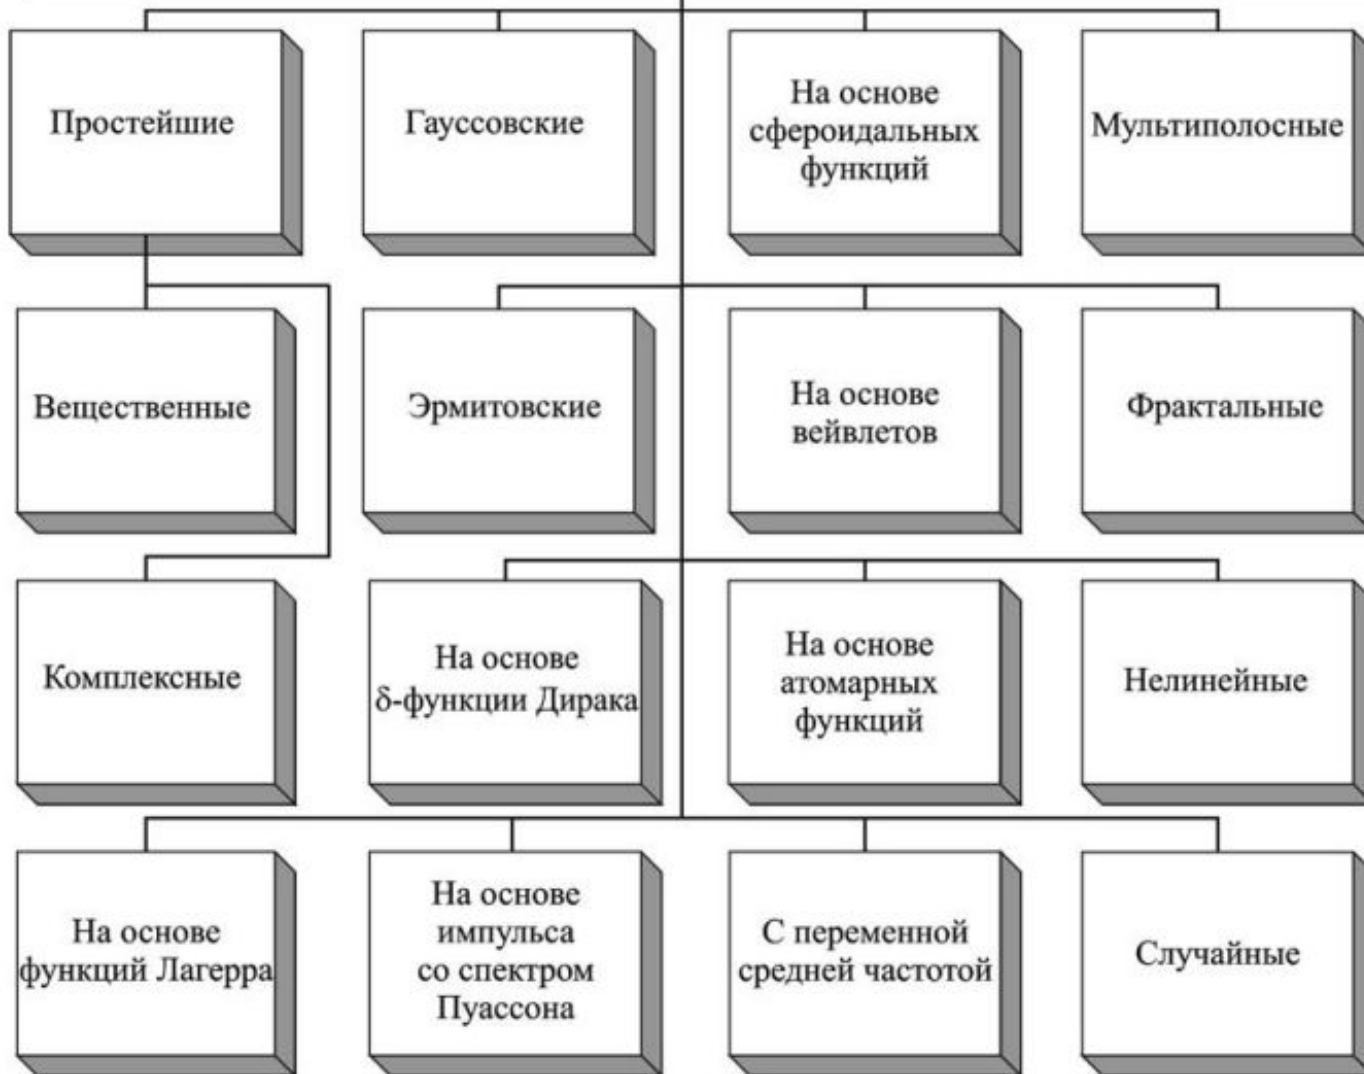 Простейшие
Гауссовские
На основе
сфероидальных
функций
Мультиполосные
Вещественные
Эрмитовские
На основе
вейвлетов
Фрактальные
Комплексные
На основе
δ-функции Дирака
На основе
атомарных
функций
Нелинейные
На основе
функций Лагерра
На основе
импульса
со спектром
Пуассона
С переменной
средней частотой
Случайные